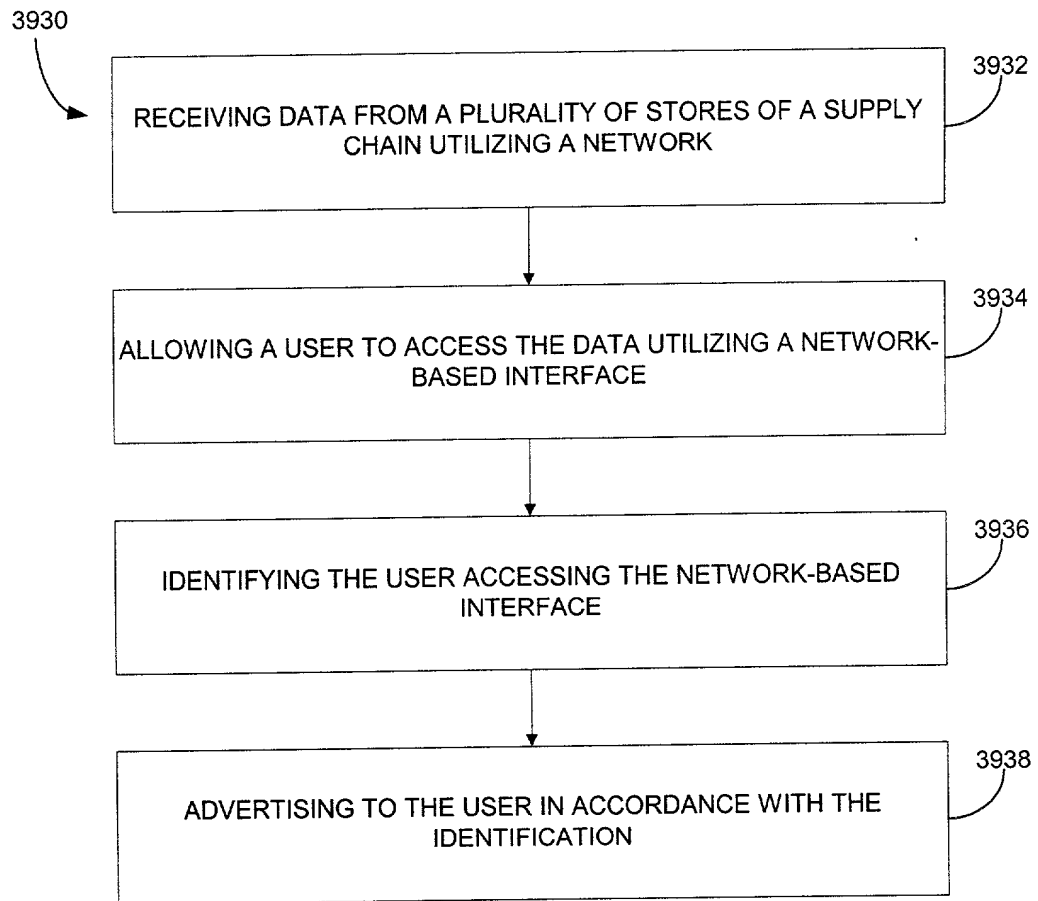 3930
3932
RECEIVING DATA FROM A PLURALITY OF STORES OF A SUPPLY
CHAIN UTILIZING A NETWORK
3934
ALLOWING A USER TO ACCESS THE DATA UTILIZING A NETWORK-
BASED INTERFACE
3936
IDENTIFYING THE USER ACCESSING THE NETWORK-BASED
INTERFACE
3938
ADVERTISING TO THE USER IN ACCORDANCE WITH THE
IDENTIFICATION